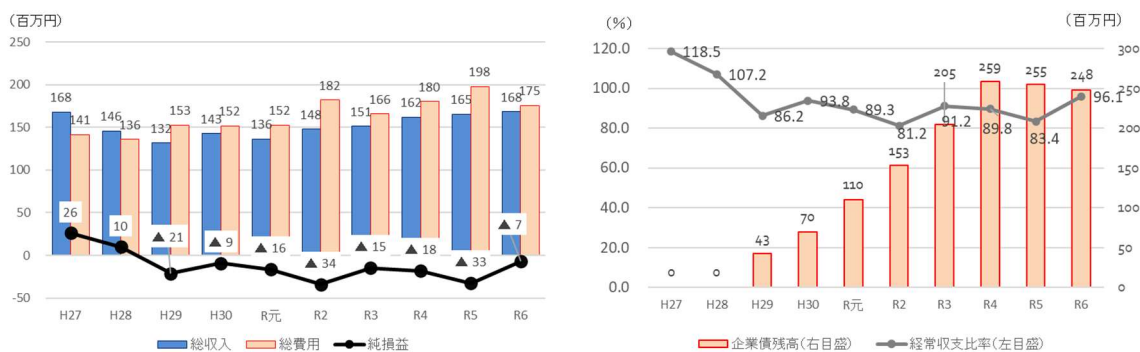 （百万円）
250
200
150
100
50
0
-50
168 146 132 143 136 148 151 162 165 168
141 136 153 152 152 182 166 180 198 175
26 10 ▲ 21 ▲ 9 ▲ 16 ▲ 34 ▲ 15 ▲ 18 ▲ 33 ▲ 7
H27 H28 H29 H30 R元 R2 R3 R4 R5 R6
総収入 総費用 純損益
（%）
（百万円）
120.0
100.0
80.0
60.0
40.0
20.0
0.0
300
250
200
150
100
50
0
118.5 107.2 86.2 93.8 89.3 81.2 91.2 89.8 83.4 96.1
0 0 43 70 110 153 205 259 255 248
H27 H28 H29 H30 R元 R2 R3 R4 R5 R6
企業債残高(右目盛) 経常収支比率(左目盛)